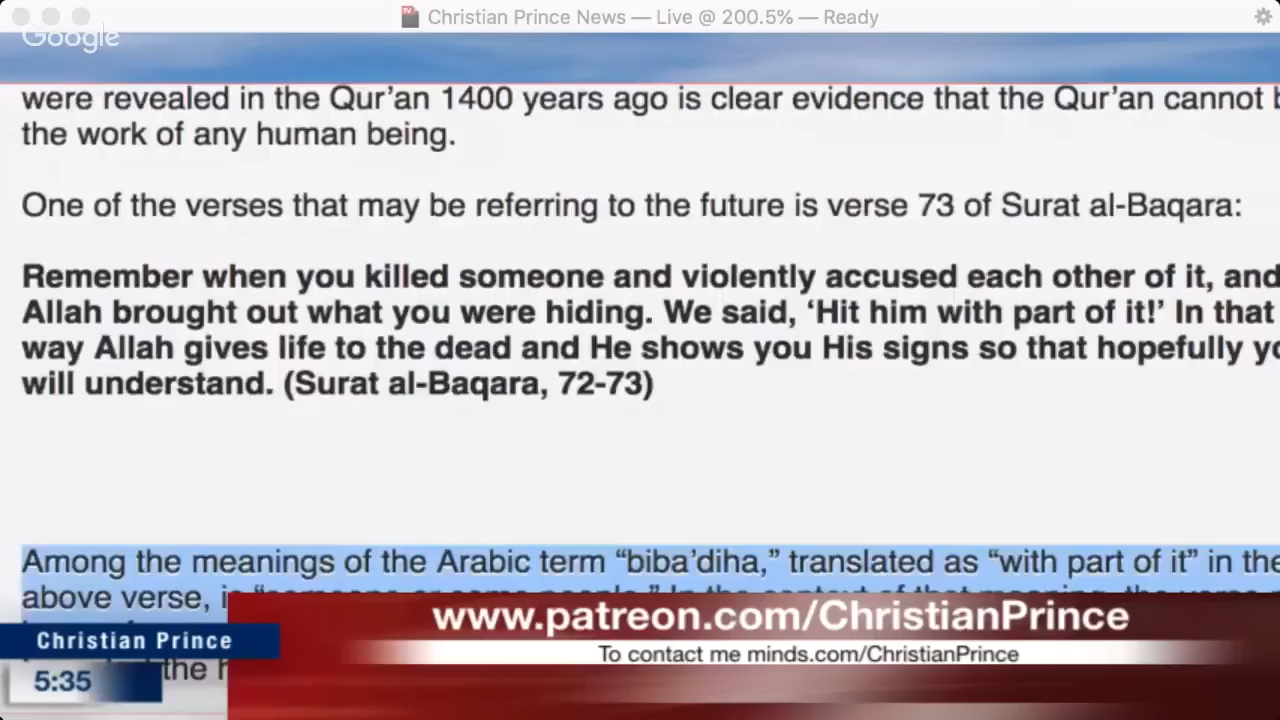 Christian Prince News — Live @ 200.5% — Ready
Google
were revealed in the Qur’an 1400 years ago is clear evidence that the Qur’an cannot
the work of any human being.
One of the verses that may be referring to the future is verse 73 of Surat al-Baqara:
Remember when you killed someone and violently accused each other of it, and
Allah brought out what you were hiding. We said, ‘Hit him with part of it!’ In that
way Allah gives life to the dead and He shows you His signs so that hopefully
will understand. (Surat al-Baqara, 72-73)
Among the meanings of the Arabic term “biba’diha,” translated as “with part of it” in the
above verse,
www.patreon.com/ChristianPrince
Christian Prince
To contact me minds.com/ChristianPrince
5:35
the